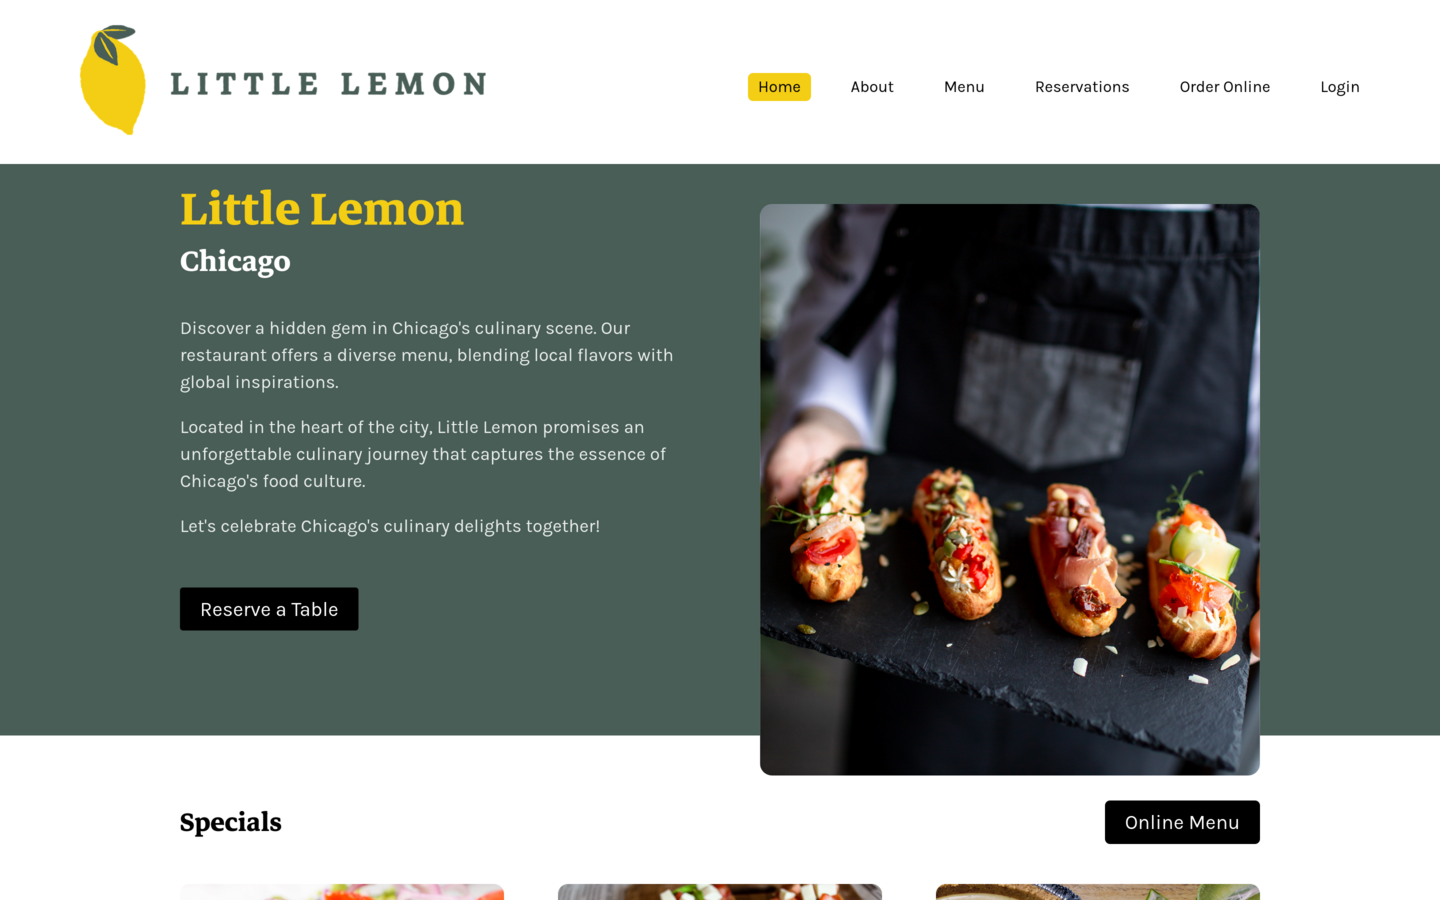 LITTLE LEMON
Home
About
Menu
Reservations
Order Online
Login
Little Lemon
Chicago
Discover a hidden gem in Chicago's culinary scene. Our
restaurant offers a diverse menu, blending local flavors with
global inspirations.
Located in the heart of the city, Little Lemon promises an
unforgettable culinary journey that captures the essence of
Chicago's food culture.
Let's celebrate Chicago's culinary delights together!
Reserve a Table
Specials
Online Menu